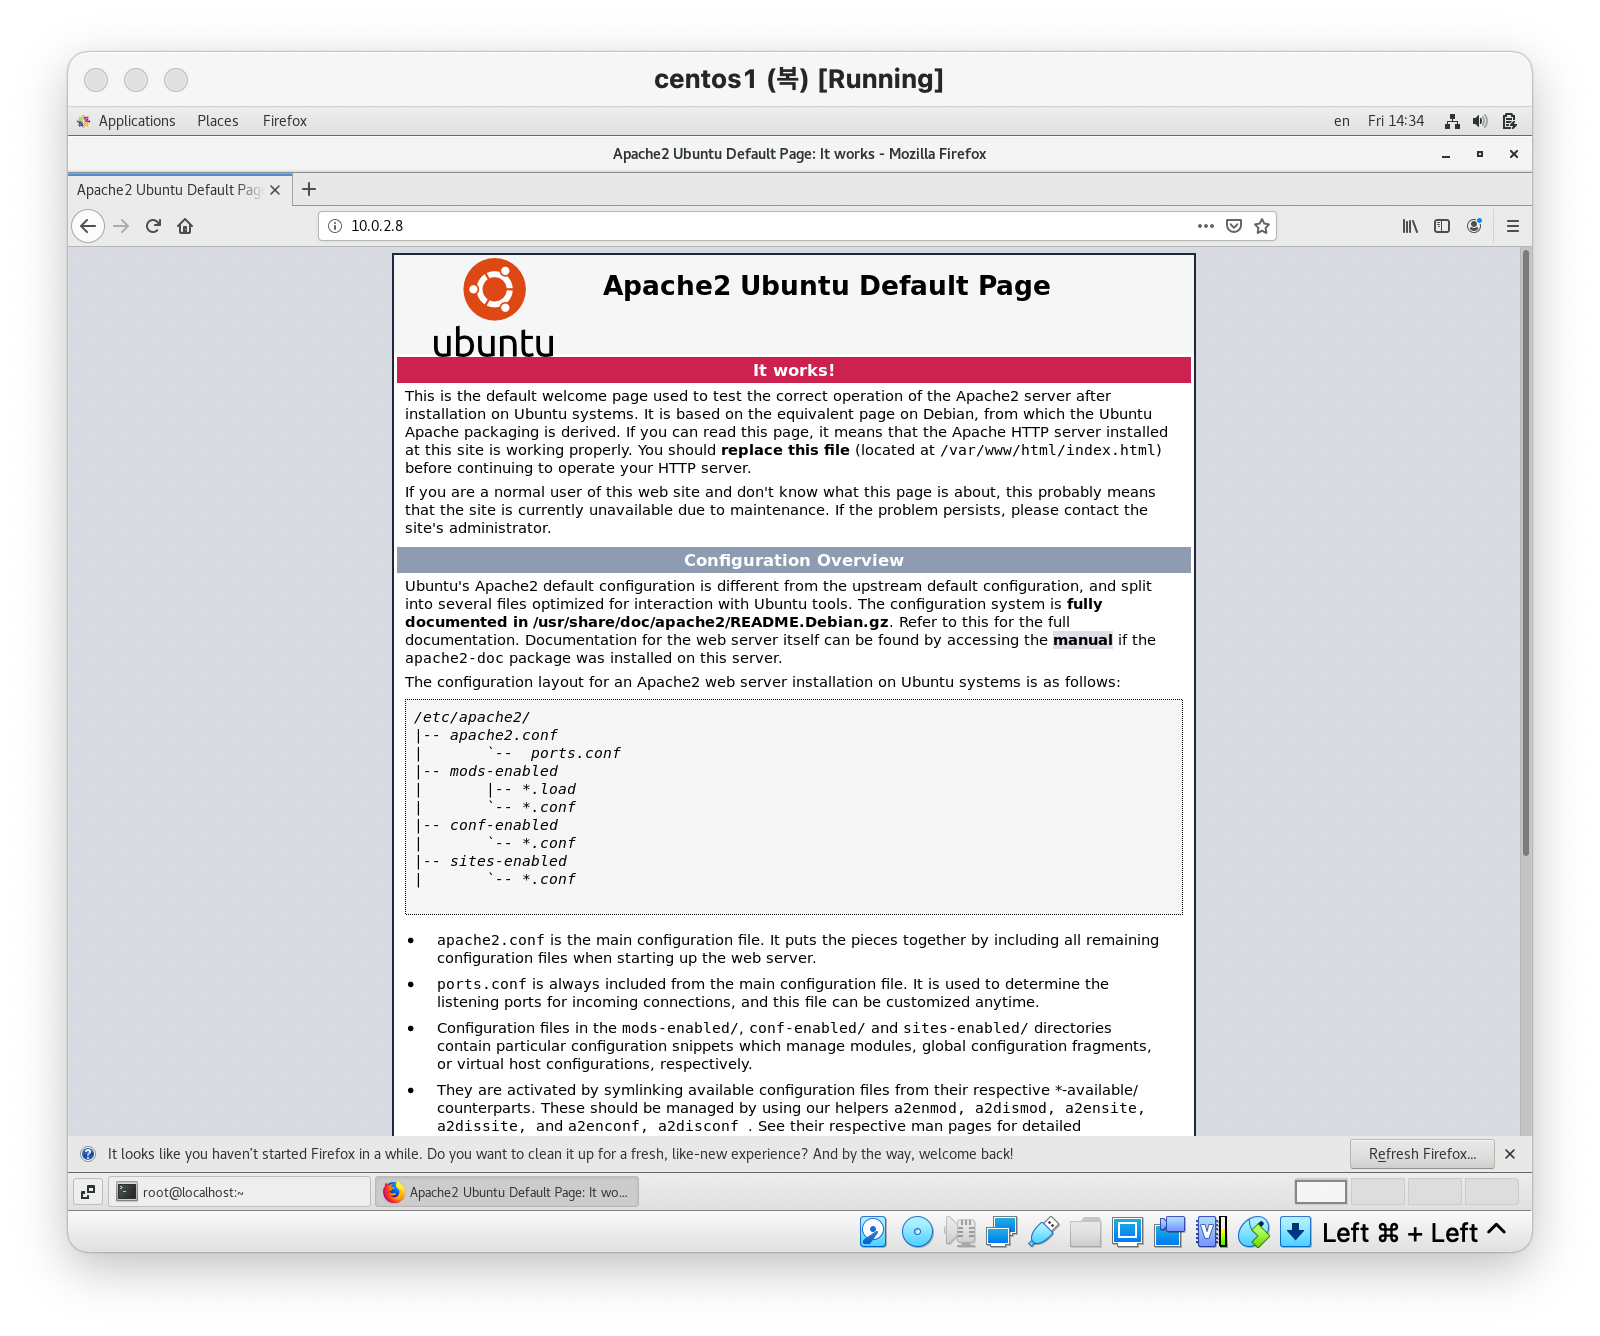 centos1 (복) [Running]
Applications Places Firefox en Fri 14:34
Apache2 Ubuntu Default Page: It works - Mozilla Firefox
Apache2 Ubuntu Default Pag
10.0.2.8
ubuntu
Apache2 Ubuntu Default Page
It works!
This is the default welcome page used to test the correct operation of the Apache2 server after
installation on Ubuntu systems. It is based on the equivalent page on Debian, from which the Ubuntu
Apache packaging is derived. If you can read this page, it means that the Apache HTTP server installed
at this site is working properly. You should replace this file (located at /var/www/html/index.html)
before continuing to operate your HTTP server.
If you are a normal user of this web site and don't know what this page is about, this probably means
that the site is currently unavailable due to maintenance. If the problem persists, please contact the
site's administrator.
Configuration Overview
Ubuntu's Apache2 default configuration is different from the upstream default configuration, and split
into several files optimized for interaction with Ubuntu tools. The configuration system is fully
documented in /usr/share/doc/apache2/README.Debian.gz. Refer to this for the full
documentation. Documentation for the web server itself can be found by accessing the manual if the
apache2-doc package was installed on this server.
The configuration layout for an Apache2 web server installation on Ubuntu systems is as follows:
/etc/apache2/
|-- apache2.conf
|       `--  ports.conf
|-- mods-enabled
|       |-- *.load
|       `-- *.conf
|-- conf-enabled
|       `-- *.conf
|-- sites-enabled
|       `-- *.conf
• apache2.conf is the main configuration file. It puts the pieces together by including all remaining
configuration files when starting up the web server.
• ports.conf is always included from the main configuration file. It is used to determine the
listening ports for incoming connections, and this file can be customized anytime.
• Configuration files in the mods-enabled/, conf-enabled/ and sites-enabled/ directories
contain particular configuration snippets which manage modules, global configuration fragments,
or virtual host configurations, respectively.
• They are activated by symlinking available configuration files from their respective *-available/
counterparts. These should be managed by using our helpers a2enmod, a2dismod, a2ensite,
a2dissite, and a2enconf, a2disconf . See their respective man pages for detailed
It looks like you haven't started Firefox in a while. Do you want to clean it up for a fresh, like-new experience? And by the way, welcome back! Refresh Firefox...
root@localhost:~ Apache2 Ubuntu Default Page: It wo...
Left ⌘ + Left ^